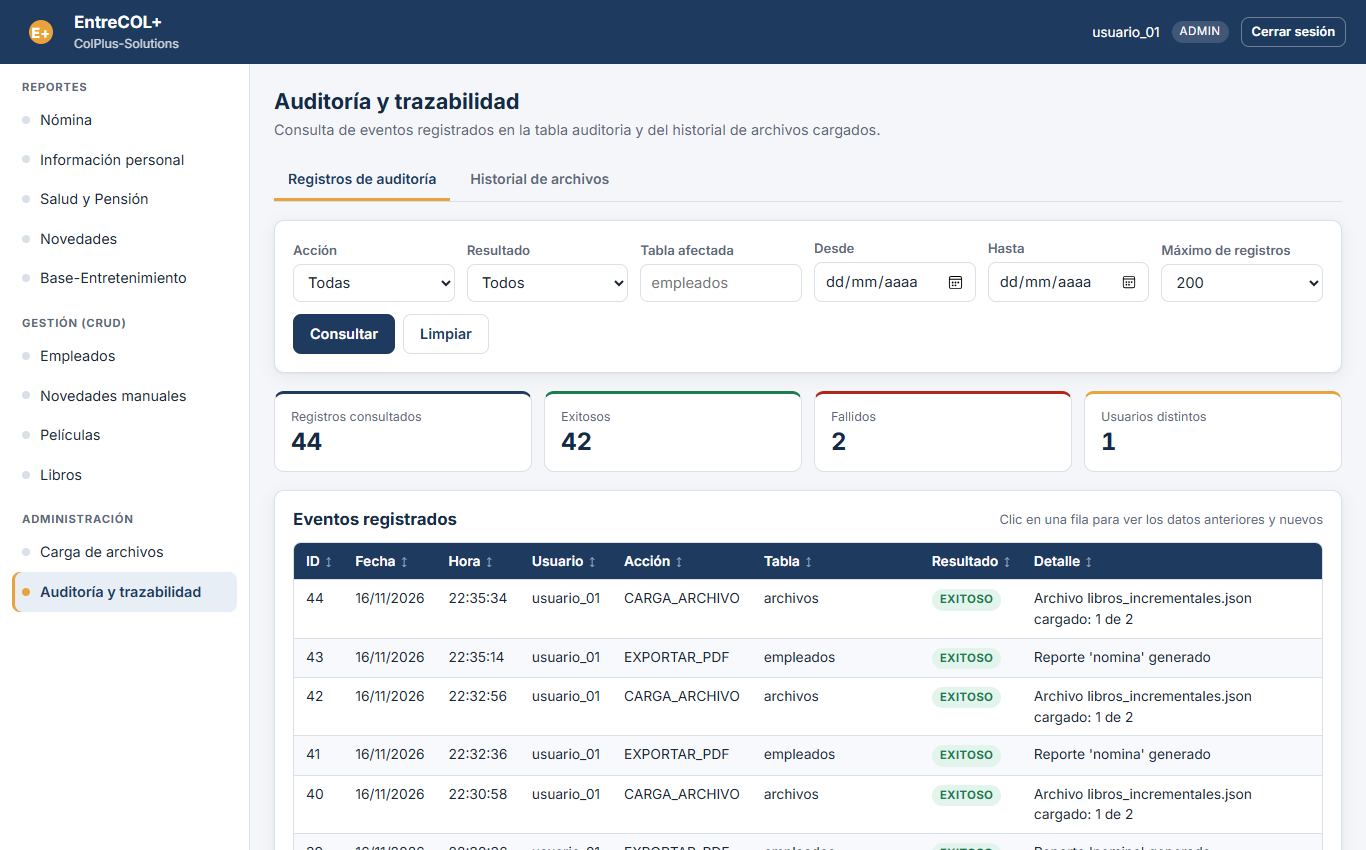 E+
EntreCOL+
ColPlus-Solutions
usuario_01
ADMIN
Cerrar sesión
REPORTES
Nómina
Información personal
Salud y Pensión
Novedades
Base-Entretenimiento
GESTIÓN (CRUD)
Empleados
Novedades manuales
Películas
Libros
ADMINISTRACIÓN
Carga de archivos
Auditoría y trazabilidad
Auditoría y trazabilidad
Consulta de eventos registrados en la tabla auditoria y del historial de archivos cargados.
Registros de auditoría
Historial de archivos
Acción
Todas
Resultado
Todos
Tabla afectada
empleados
Desde
dd/mm/aaaa
Hasta
dd/mm/aaaa
Máximo de registros
200
Consultar
Limpiar
Registros consultados
44
Exitosos
42
Fallidos
2
Usuarios distintos
1
Eventos registrados
Clic en una fila para ver los datos anteriores y nuevos
ID ↕ Fecha ↕ Hora ↕ Usuario ↕ Acción ↕ Tabla ↕ Resultado ↕ Detalle ↕
44 16/11/2026 22:35:34 usuario_01 CARGA_ARCHIVO archivos EXITOSO Archivo libros_incrementales.json
cargado: 1 de 2
43 16/11/2026 22:35:14 usuario_01 EXPORTAR_PDF empleados EXITOSO Reporte 'nomina' generado
42 16/11/2026 22:32:56 usuario_01 CARGA_ARCHIVO archivos EXITOSO Archivo libros_incrementales.json
cargado: 1 de 2
41 16/11/2026 22:32:36 usuario_01 EXPORTAR_PDF empleados EXITOSO Reporte 'nomina' generado
40 16/11/2026 22:30:58 usuario_01 CARGA_ARCHIVO archivos EXITOSO Archivo libros_incrementales.json
cargado: 1 de 2